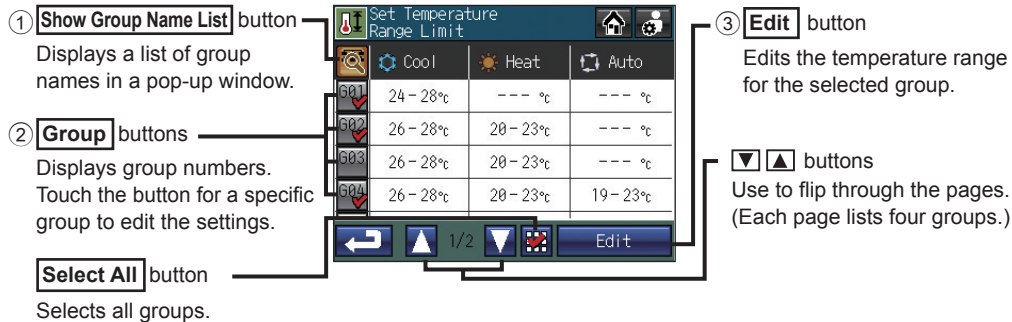 ① Show Group Name List button
Displays a list of group
names in a pop-up window.
② Group buttons
Displays group numbers.
Touch the button for a specific
group to edit the settings.
Select All button
Selects all groups.
Set Temperature
Range Limit
Cool Heat Auto
G01 24-28℃ --- ℃ --- ℃
G02 26-28℃ 20-23℃ --- ℃
G03 26-28℃ 20-23℃ --- ℃
G04 26-28℃ 20-23℃ 19-23℃
1/2 Edit
③ Edit button
Edits the temperature range
for the selected group.
▼ ▲ buttons
Use to flip through the pages.
(Each page lists four groups.)